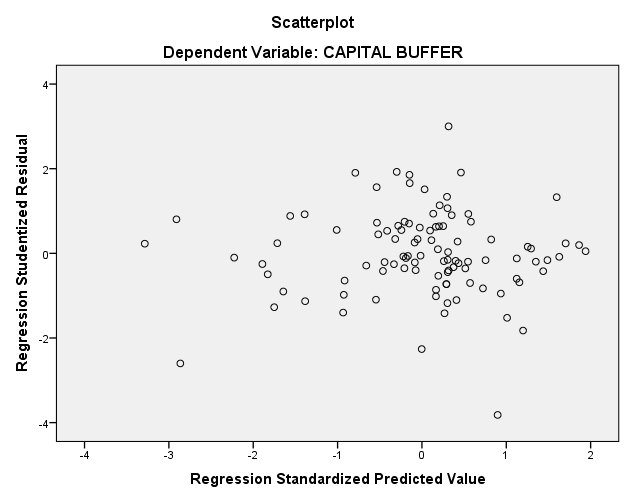 Scatterplot
Dependent Variable: CAPITAL BUFFER
Regression Studentized Residual
4
2
0
-2
-4
-4 -3 -2 -1 0 1 2
Regression Standardized Predicted Value